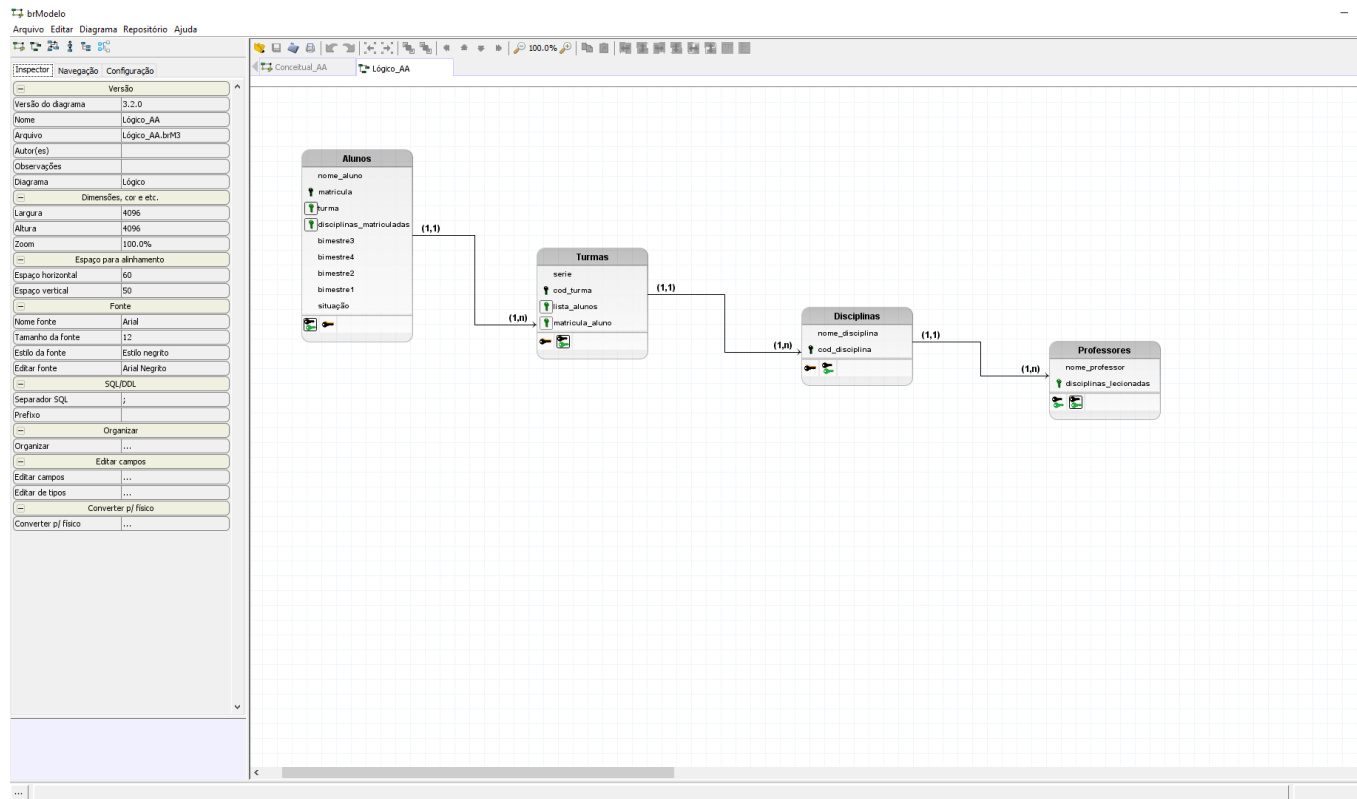 brModelo
Arquivo Editar Diagrama Repositório Ajuda
100.0%
Inspector Navegação Configuração
Conceitual_AA Lógico_AA
Versão
Versão do diagrama 3.2.0
Nome Lógico_AA
Arquivo Lógico_AA.brM3
Autor(es)
Observações
Diagrama Lógico
Dimensões, cor e etc.
Largura 4096
Altura 4096
Zoom 100.0%
Espaço para alinhamento
Espaço horizontal 60
Espaço vertical 50
Fonte
Nome fonte Arial
Tamanho da fonte 12
Estilo da fonte Estilo negrito
Editar fonte Arial Negrito
SQL/DDL
Separador SQL ;
Prefixo
Organizar
Organizar ...
Editar campos
Editar campos ...
Editar de tipos ...
Converter p/ físico
Converter p/ físico ...
Alunos
nome_aluno
matricula
turma
disciplinas_matriculadas
bimestre3
bimestre4
bimestre2
bimestre1
situação
(1,1)
(1,n)
Turmas
serie
cod_turma
lista_alunos
matricula_aluno
(1,1)
(1,n)
Disciplinas
nome_disciplina
cod_disciplina
(1,1)
(1,n)
Professores
nome_professor
disciplinas_lecionadas
...